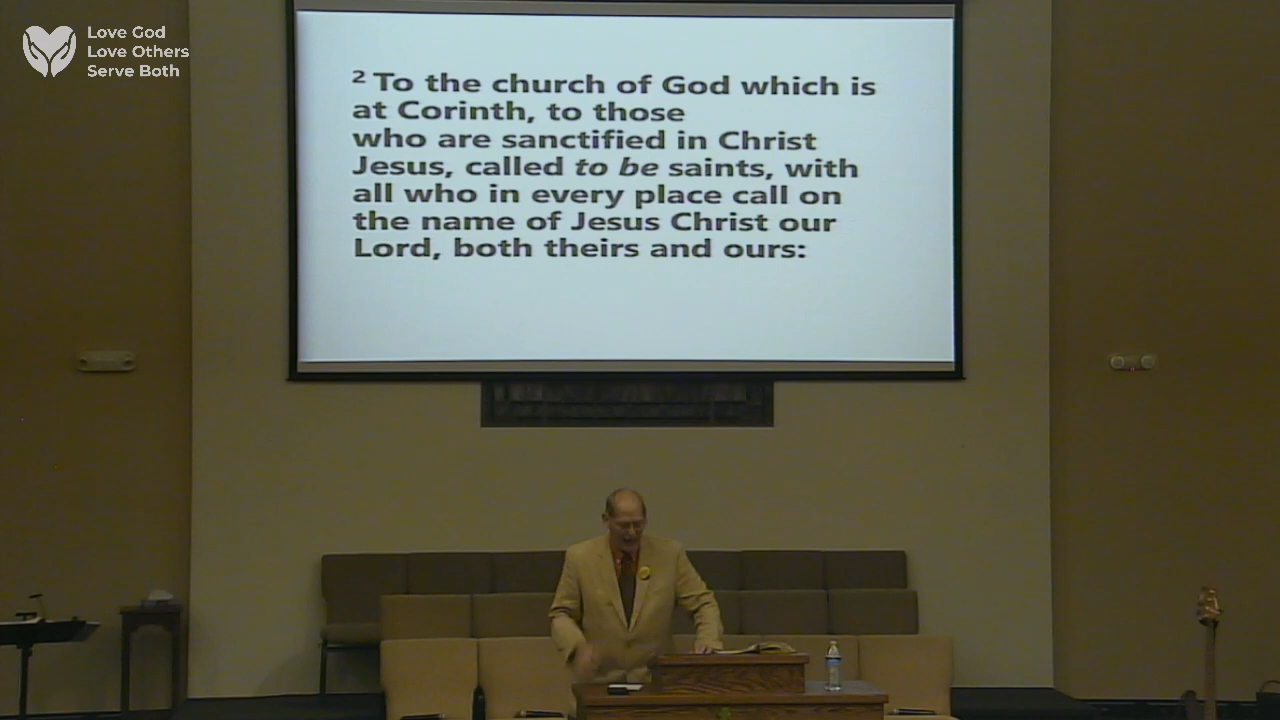 Love God
Love Others
Serve Both
2 To the church of God which is
at Corinth, to those
who are sanctified in Christ
Jesus, called to be saints, with
all who in every place call on
the name of Jesus Christ our
Lord, both theirs and ours: